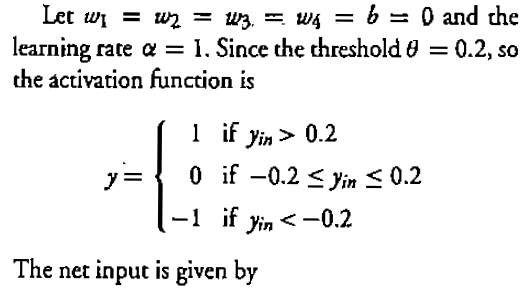 Let w₁ = w₂ = w₃ = w₄ = b = 0 and the
learning rate α = 1. Since the threshold θ = 0.2, so
the activation function is
1 if yᵢₙ > 0.2
y = { 0 if −0.2 ≤ yᵢₙ ≤ 0.2
−1 if yᵢₙ < −0.2
The net input is given by